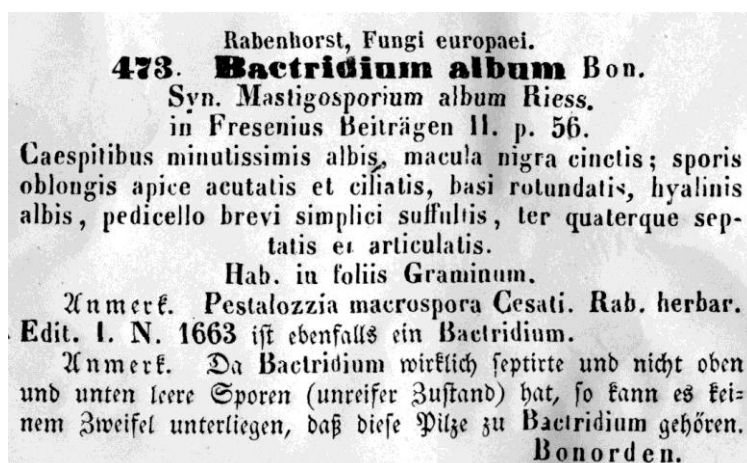 Rabenhorst, Fungi europaei.
473. Bactridium album Bon.
Syn. Mastigosporium album Riess.
in Fresenius Beiträgen II. p. 56.
Caespitibus minutissimis albis, macula nigra cinctis; sporis
oblongis apice acutatis et ciliatis, basi rotundatis, hyalinis
albis, pedicello brevi simplici suffultis, ter quaterque sep-
tatis et articulatis.
Hab. in foliis Graminum.
Anmerk. Pestalozzia macrospora Cesati. Rab. herbar.
Edit. I. N. 1663 ist ebenfalls ein Bactridium.
Anmerk. Da Bactridium wirklich septirte und nicht oben
und unten leere Sporen (unreifer Zustand) hat, so kann es kei-
nem Zweifel unterliegen, daß diese Pilze zu Bactridium gehören.
Bonorden.